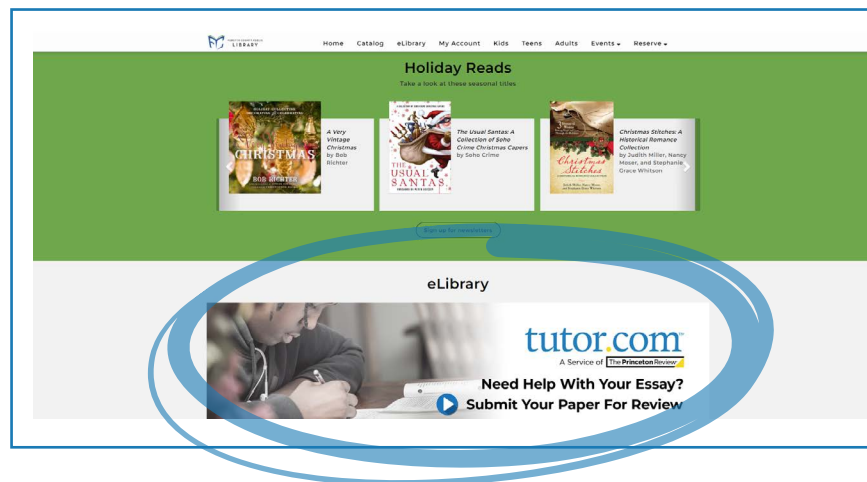 LIBRARY
Home Catalog eLibrary My Account Kids Teens Adults Events Reserve
Holiday Reads
Take a look at these seasonal titles
CHRISTMAS
BOB RICHTER
A Very
Vintage
Christmas
by Bob
Richter
THE
USUAL
SANTAS
The Usual Santas: A
Collection of Soho
Crime Christmas Capers
by Soho Crime
Christmas
Stitches
Christmas Stitches: A
Historical Romance
Collection
by Judith Miller, Nancy
Moser, and Stephanie
Grace Whitson
Sign up for newsletters
eLibrary
tutor.com
A Service of The Princeton Review
Need Help With Your Essay?
Submit Your Paper For Review